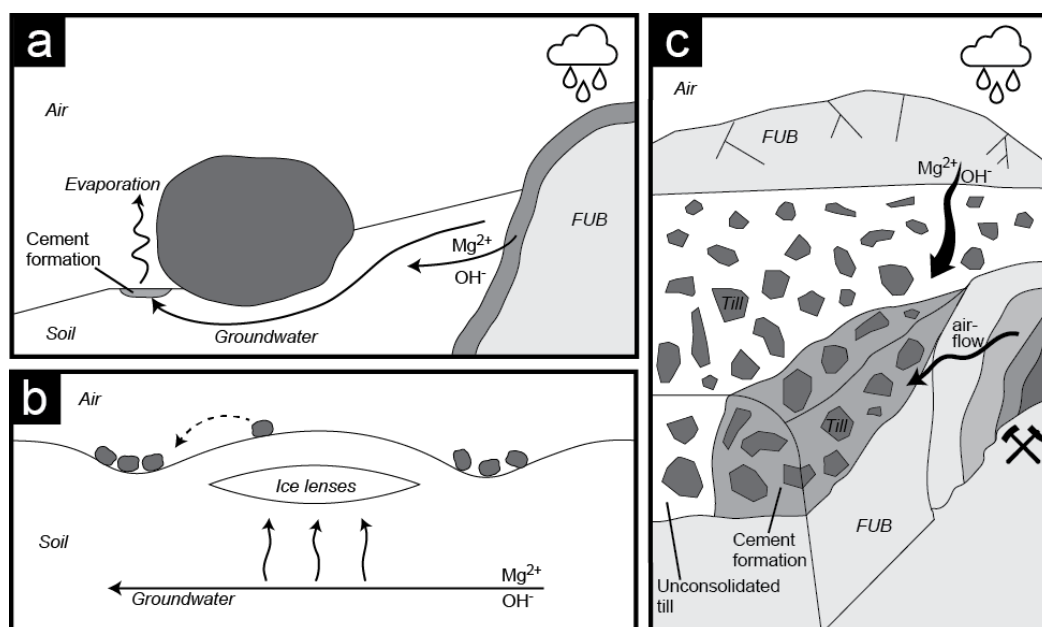 a
Air
Evaporation
Cement
formation
Mg2+
OH-
FUB
Groundwater
Soil
b
Air
Ice lenses
Soil
Mg2+
Groundwater
OH-
c
Air
FUB
Mg2+
OH-
Till
air-
flow
Till
FUB
Cement
formation
Unconsolidated
till